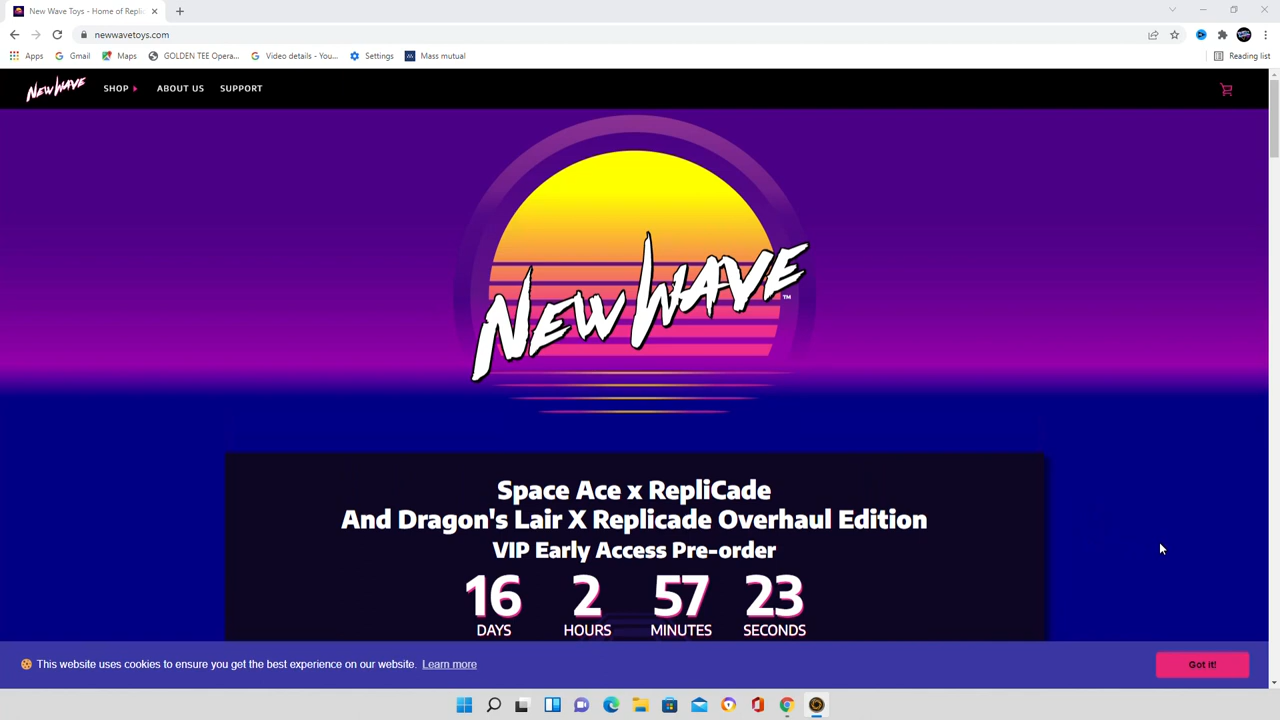 New Wave Toys - Home of Repli
newwavetoys.com
Apps Gmail Maps GOLDEN TEE Opera... Video details - You... Settings Mass mutual Reading list
NEW WAVE SHOP ABOUT US SUPPORT
NEW WAVE™
Space Ace x RepliCade
And Dragon's Lair X Replicade Overhaul Edition
VIP Early Access Pre-order
16 2 57 23
DAYS HOURS MINUTES SECONDS
This website uses cookies to ensure you get the best experience on our website. Learn more Got it!